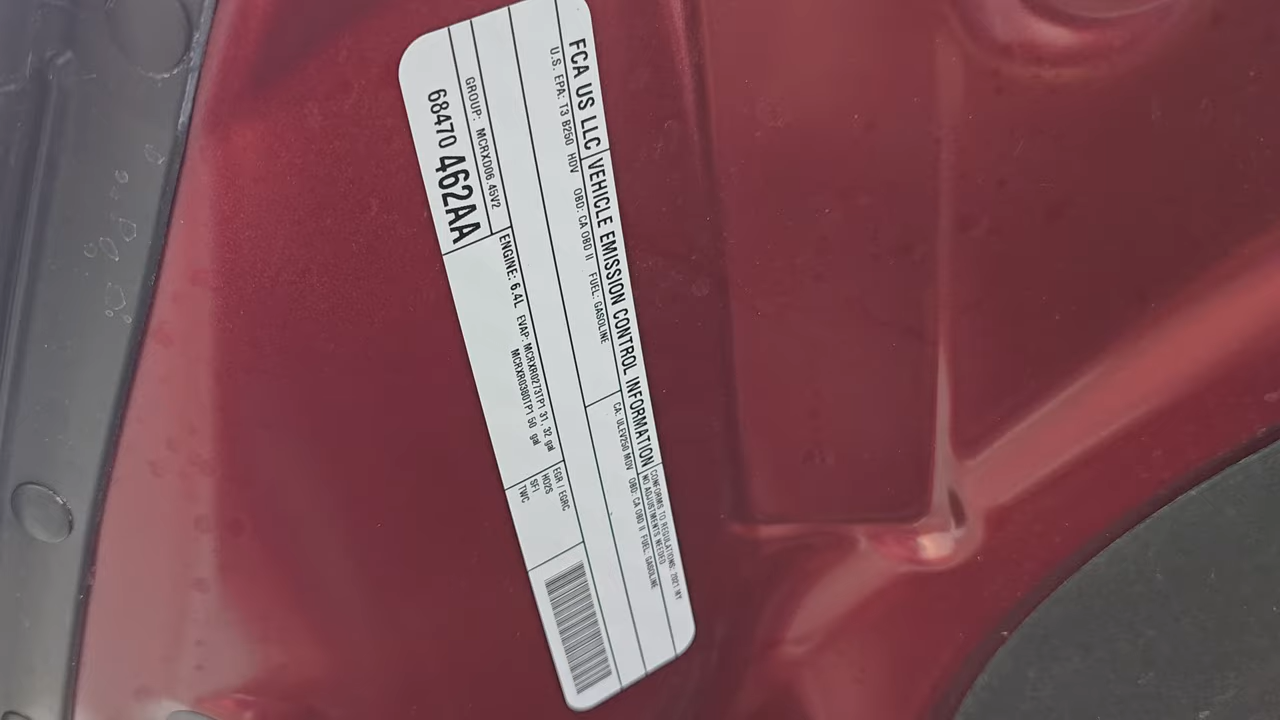 FCA US LLC VEHICLE EMISSION CONTROL INFORMATION
CONFORMS TO REGULATIONS: 2021 MY
NO ADJUSTMENTS NEEDED
U.S. EPA: T3 B250 HDV OBD: CA OBD II FUEL: GASOLINE
CA: ULEV250 MDV OBD: CA OBD II FUEL: GASOLINE
GROUP: MCRXD06.45V2
ENGINE: 6.4L EVAP: MCRXR0273TP1 31, 32 gal
MCRXR0380TP1 50 gal
EGR / EGRC
HO2S
SFI
TWC
68470 462AA